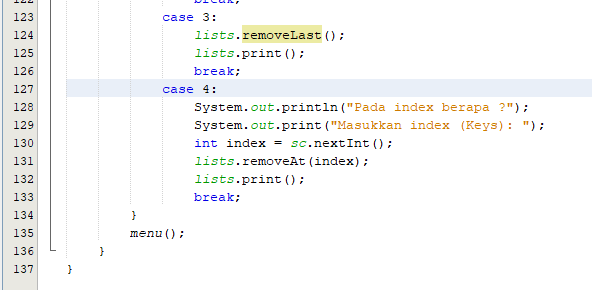 122 break;
123 case 3:
124 lists.removeLast();
125 lists.print();
126 break;
127 case 4:
128 System.out.println("Pada index berapa ?");
129 System.out.print("Masukkan index (Keys): ");
130 int index = sc.nextInt();
131 lists.removeAt(index);
132 lists.print();
133 break;
134 }
135 menu();
136 }
137 }